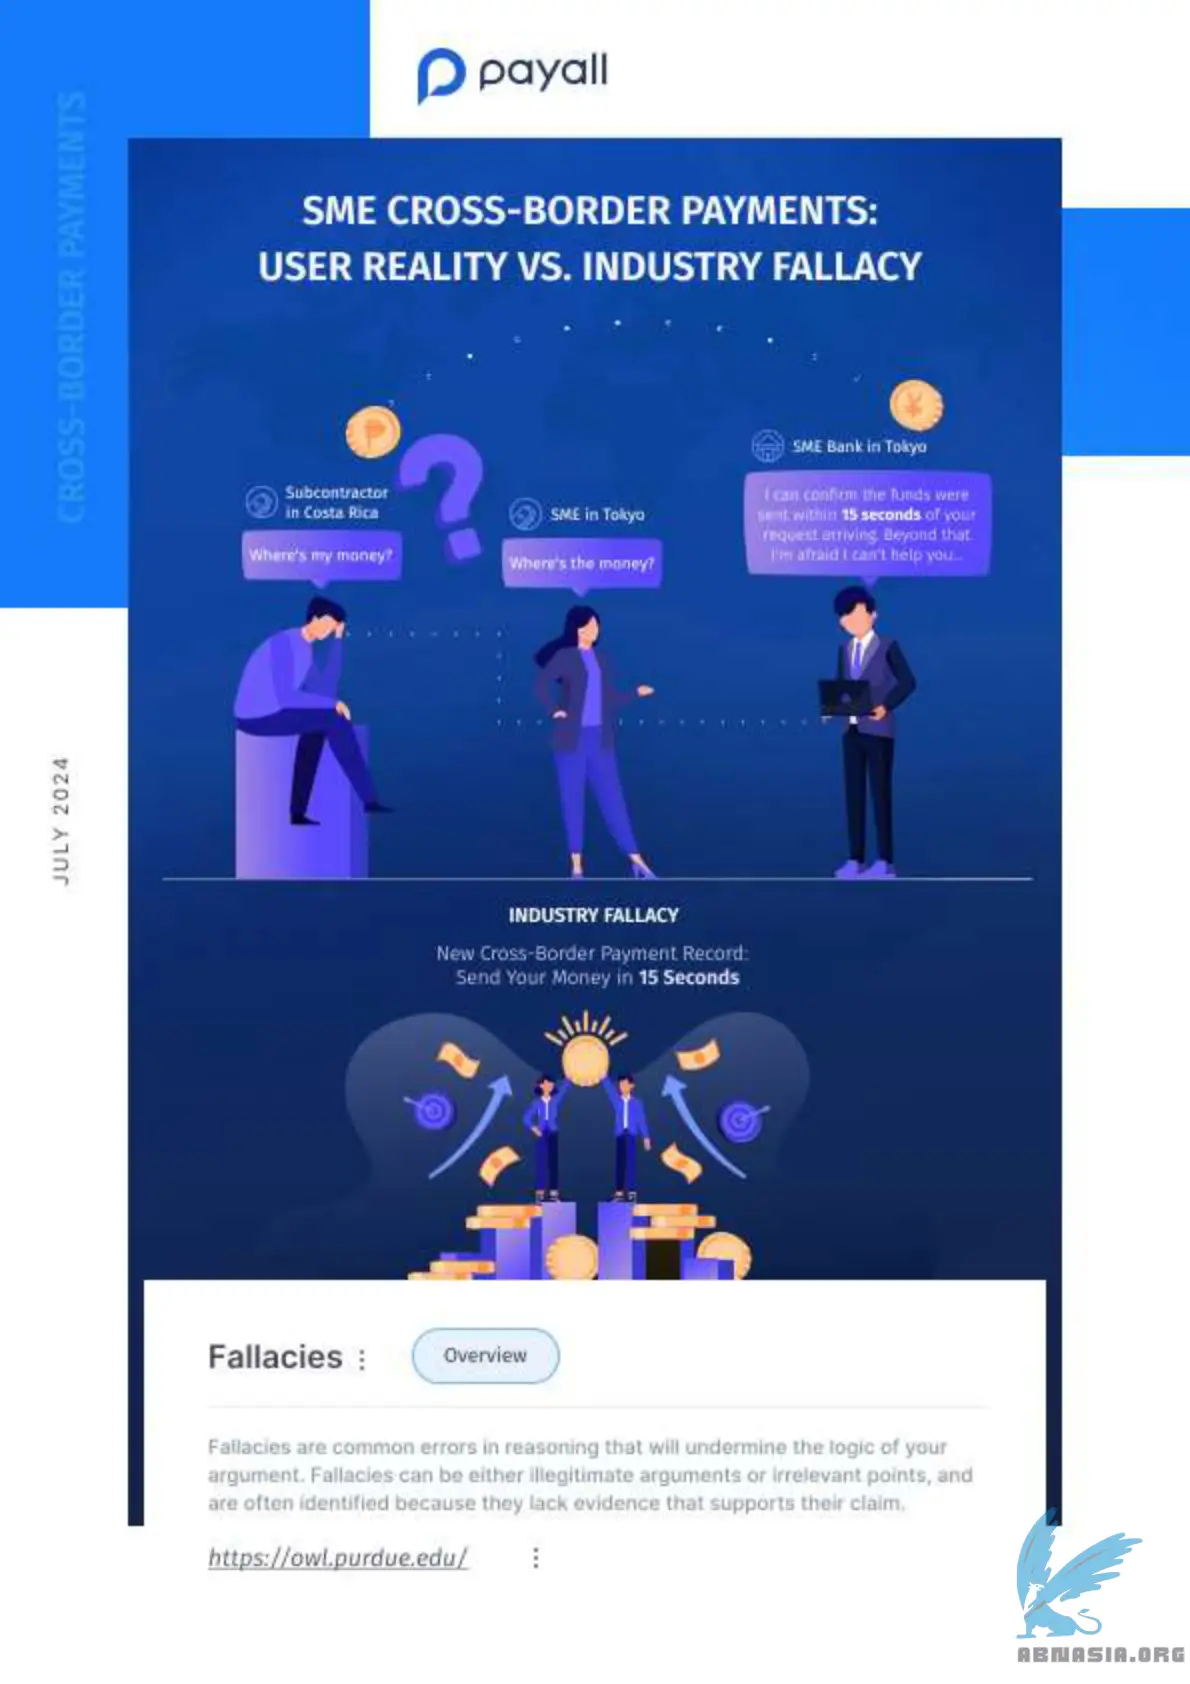 payall
CROSS-BORDER PAYMENTS
SME CROSS-BORDER PAYMENTS:
USER REALITY VS. INDUSTRY FALLACY
SME Bank in Tokyo
I can confirm the funds were
sent within 15 seconds of your
request arriving. Beyond that
I'm afraid I can't help you...
Subcontractor
in Costa Rica
Where's my money?
SME in Tokyo
Where's the money?
JULY 2024
INDUSTRY FALLACY
New Cross-Border Payment Record:
Send Your Money in 15 Seconds
Fallacies
Overview
Fallacies are common errors in reasoning that will undermine the logic of your
argument. Fallacies can be either illegitimate arguments or irrelevant points, and
are often identified because they lack evidence that supports their claim.
https://owl.purdue.edu/
ABNASIA.ORG